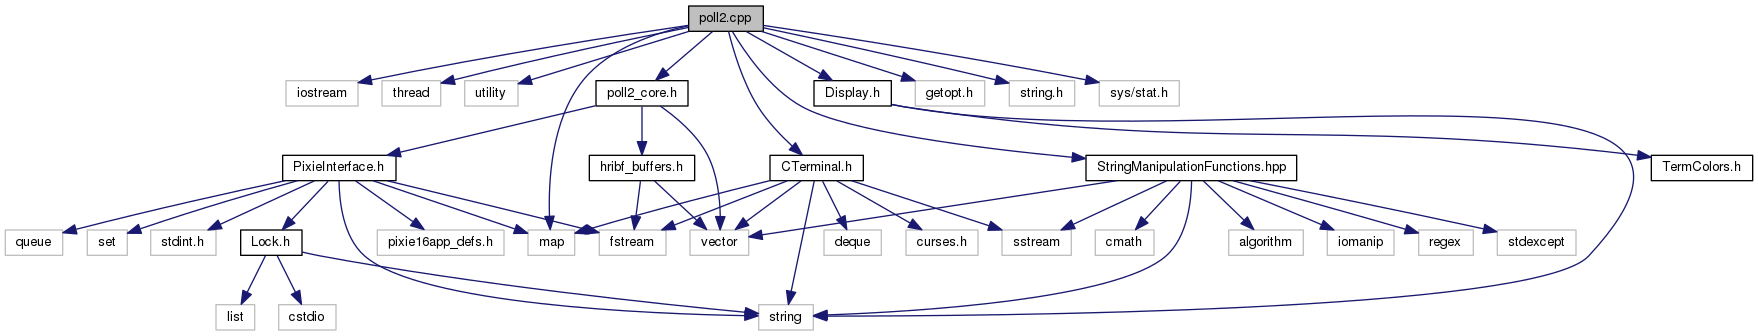 poll2.cpp
iostream
thread
utility
poll2_core.h
Display.h
getopt.h
string.h
sys/stat.h
PixieInterface.h
hribf_buffers.h
CTerminal.h
StringManipulationFunctions.hpp
TermColors.h
queue
set
stdint.h
Lock.h
pixie16app_defs.h
map
fstream
vector
deque
curses.h
sstream
cmath
algorithm
iomanip
regex
stdexcept
list
cstdio
string